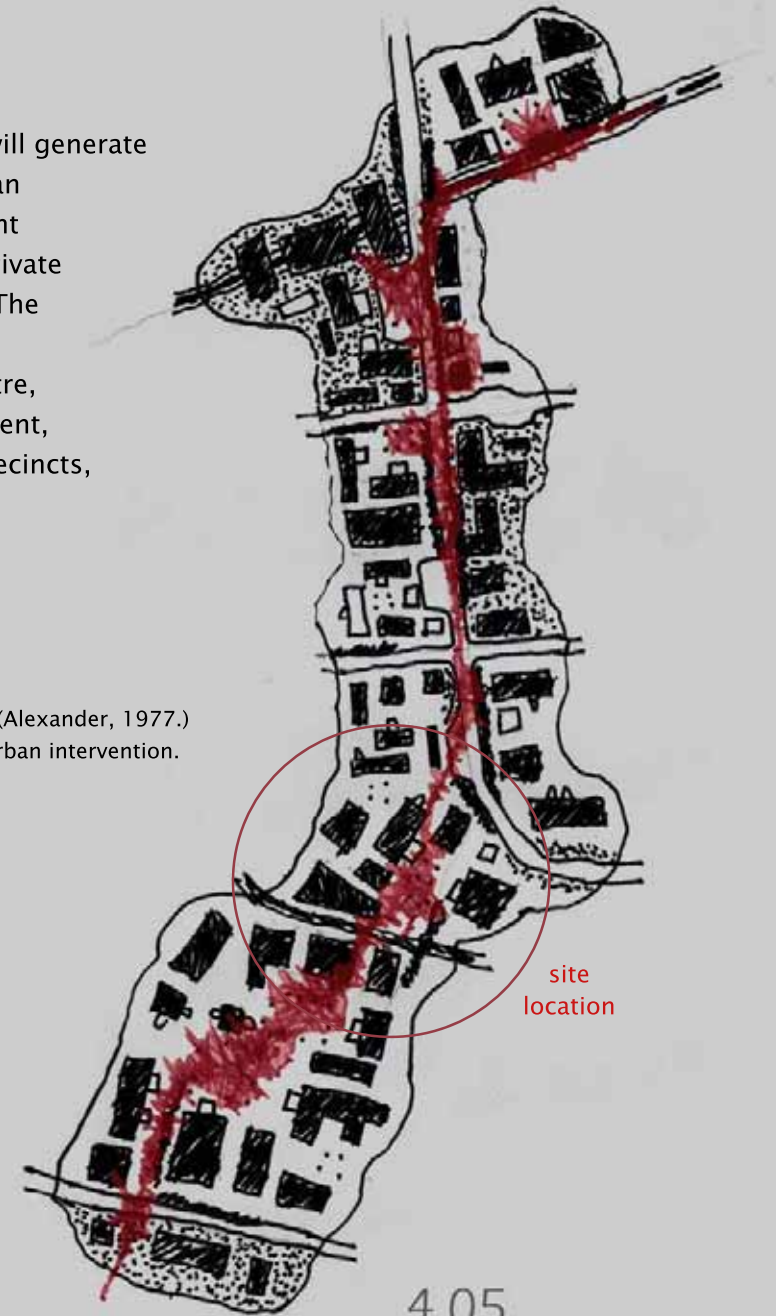 will generate
an
nt
ivate
The
tre,
ent,
ecincts,
(Alexander, 1977.)
rban intervention.
site
location
4.05